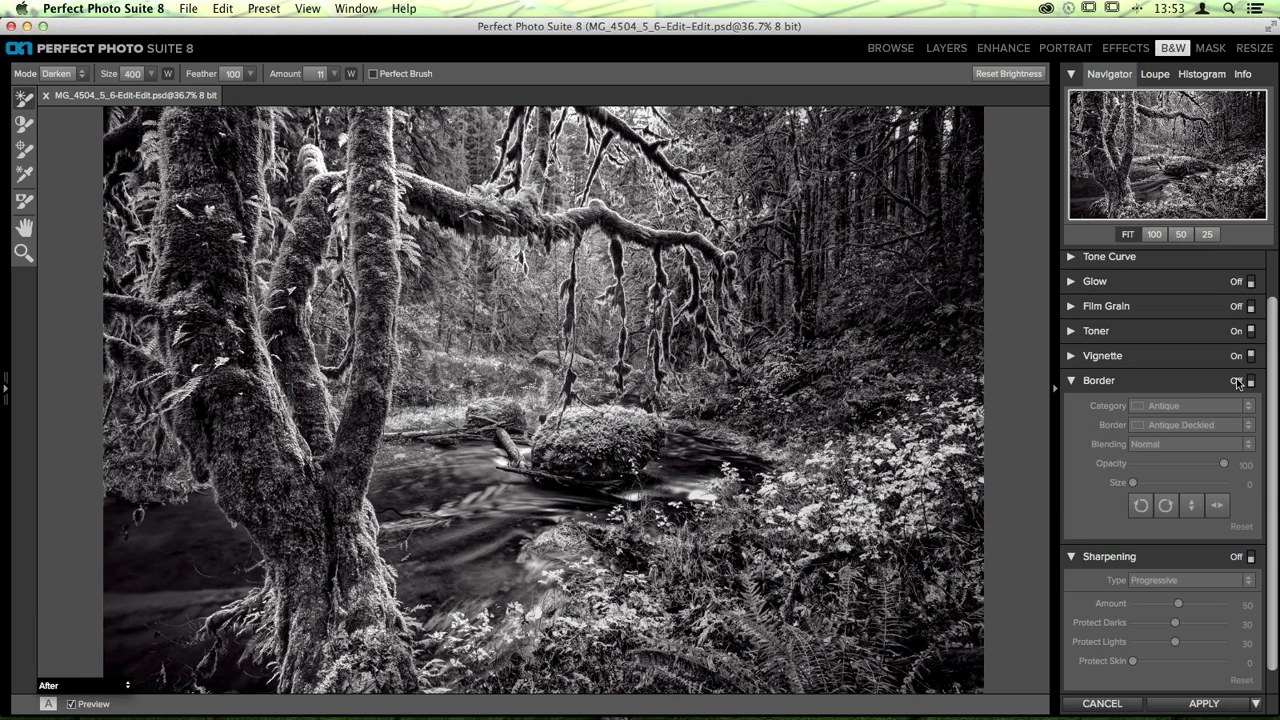 Perfect Photo Suite 8 File Edit Preset View Window Help 13:53
Perfect Photo Suite 8 (MG_4504_5_6-Edit-Edit.psd@36.7% 8 bit)
on PERFECT PHOTO SUITE 8 BROWSE LAYERS ENHANCE PORTRAIT EFFECTS B&W MASK RESIZE
Mode Darken Size 400 W Feather 100 Amount 11 W Perfect Brush Reset Brightness
Navigator Loupe Histogram Info
x MG_4504_5_6-Edit-Edit.psd@36.7% 8 bit
FIT 100 50 25
Tone Curve
Glow Off
Film Grain Off
Toner On
Vignette On
Border
Category Antique
Border Antique Deckled
Blending Normal
Opacity 100
Size 0
Reset
Sharpening Off
Type Progressive
Amount 50
Protect Darks 30
Protect Lights 30
Protect Skin 0
Reset
After
A Preview
CANCEL APPLY